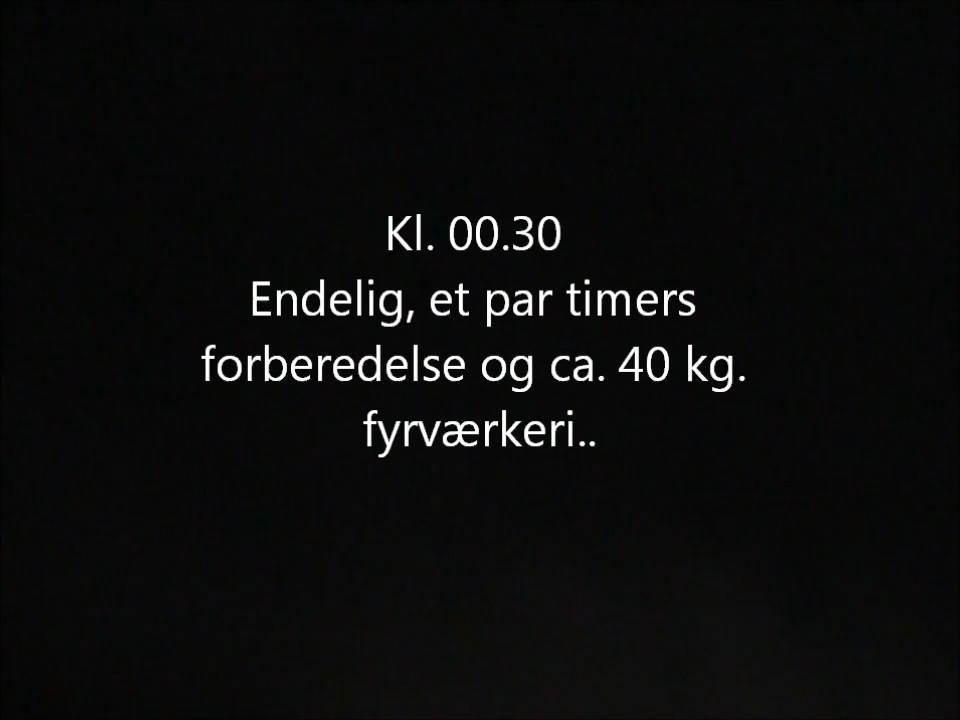 Kl. 00.30
Endelig, et par timers
forberedelse og ca. 40 kg.
fyrværkeri..